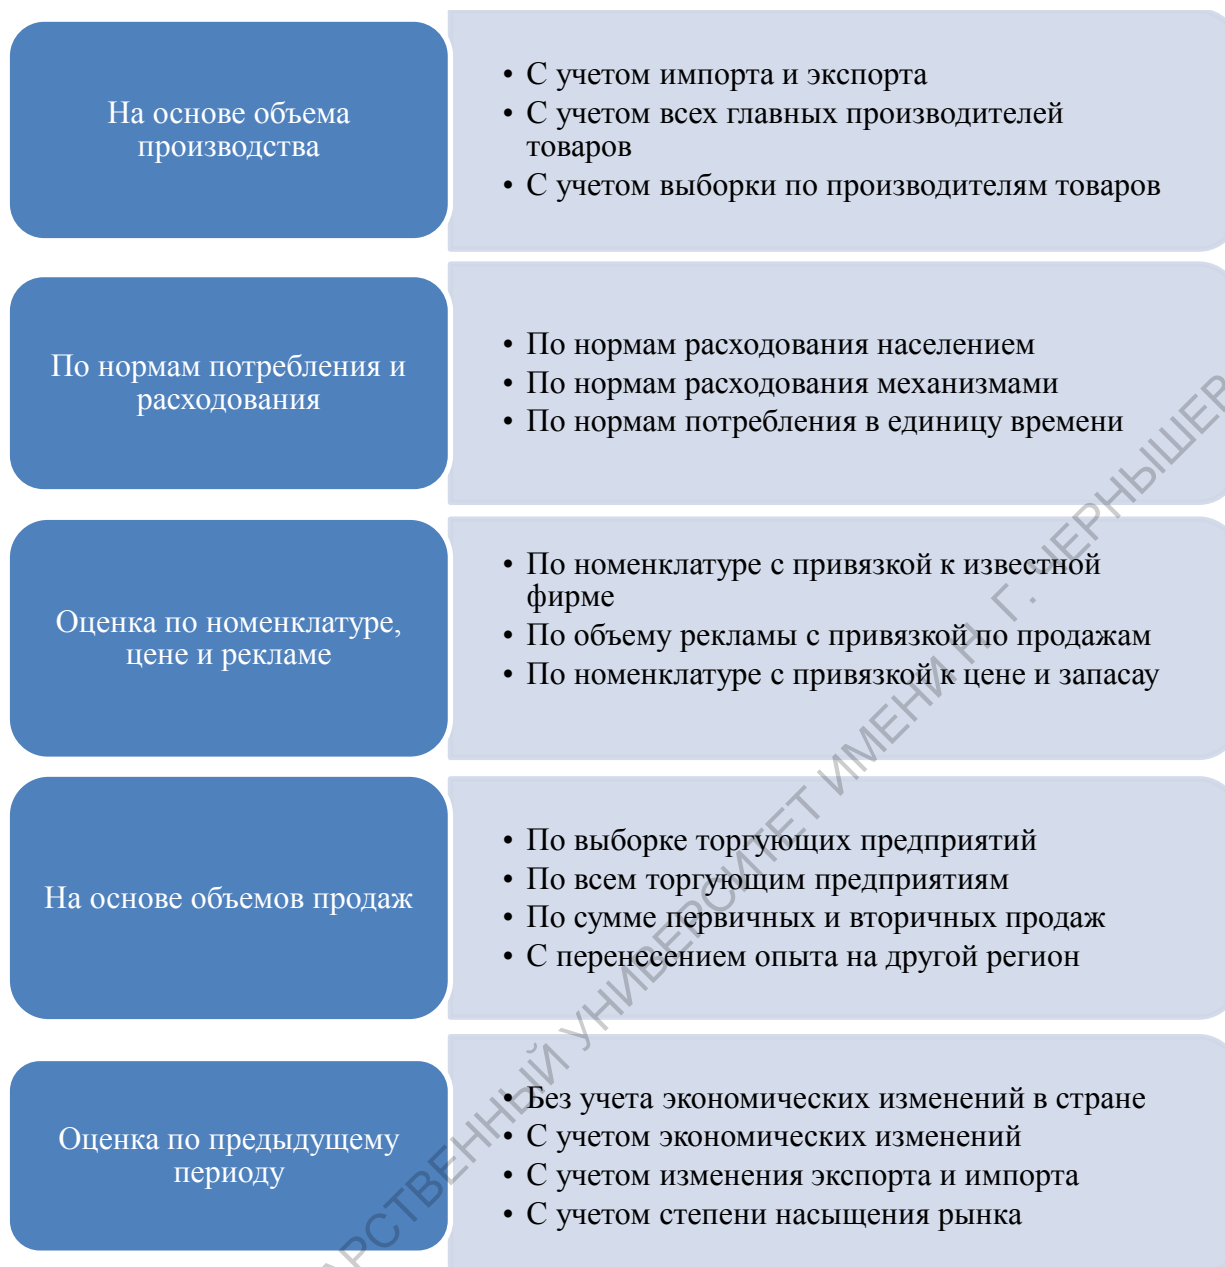 На основе объема
производства
• С учетом импорта и экспорта
• С учетом всех главных производителей
товаров
• С учетом выборки по производителям товаров
По нормам потребления и
расходования
• По нормам расходования населением
• По нормам расходования механизмами
• По нормам потребления в единицу времени
Оценка по номенклатуре,
цене и рекламе
• По номенклатуре с привязкой к известной
фирме
• По объему рекламы с привязкой по продажам
• По номенклатуре с привязкой к цене и запасау
На основе объемов продаж
• По выборке торгующих предприятий
• По всем торгующим предприятиям
• По сумме первичных и вторичных продаж
• С перенесением опыта на другой регион
Оценка по предыдущему
периоду
• Без учета экономических изменений в стране
• С учетом экономических изменений
• С учетом изменения экспорта и импорта
• С учетом степени насыщения рынка
АРСТВЕННЫЙ УНИВЕРСИТЕТ ИМЕНИ Н. Г. ЧЕРНЫШЕР